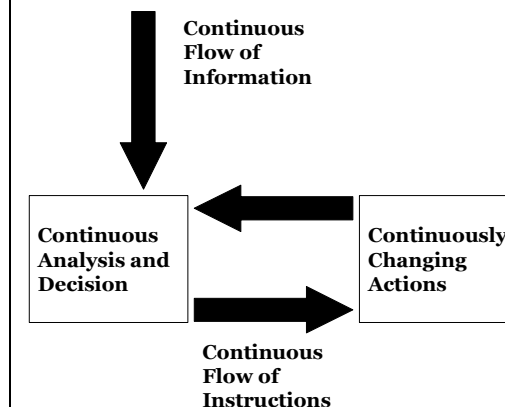 Continuous
Flow of
Information
Continuous
Analysis and
Decision
Continuously
Changing
Actions
Continuous
Flow of
Instructions